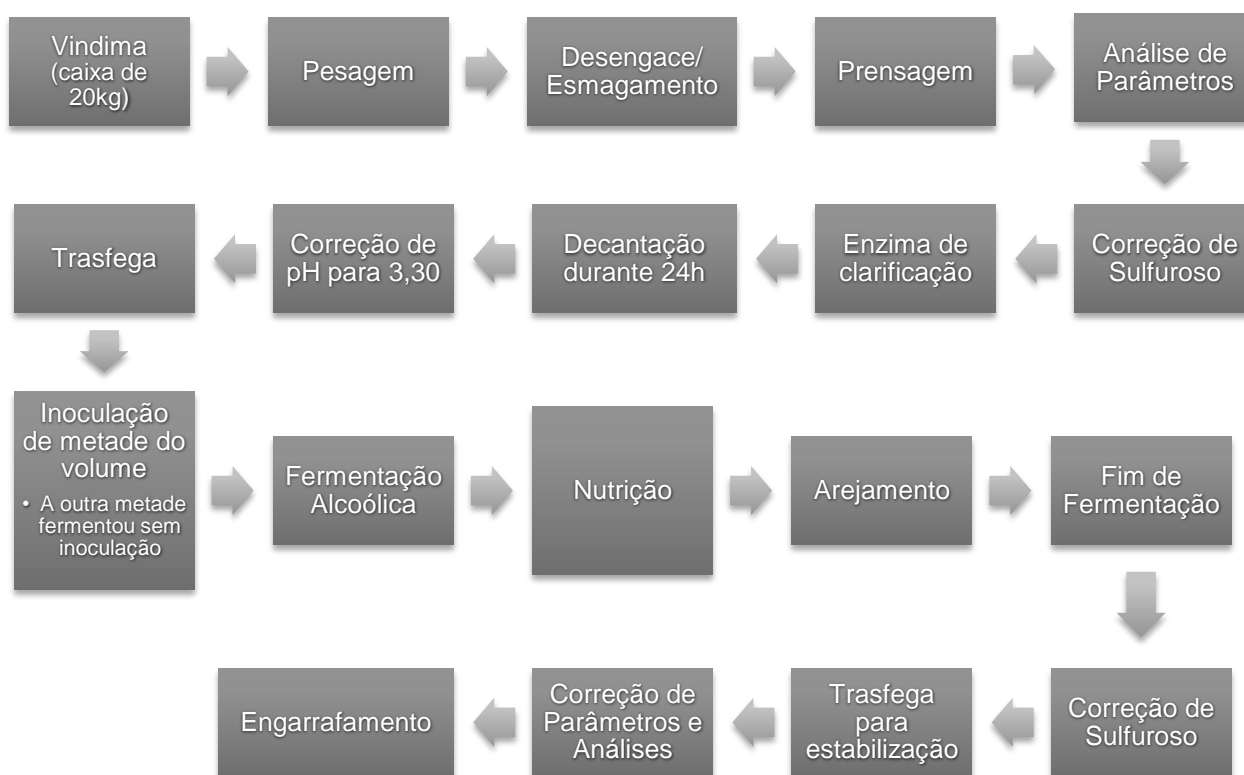 Vindima
(caixa de
20kg)
Pesagem
Desengace/
Esmagamento
Prensagem
Análise de
Parâmetros
Correção de
Sulfuroso
Enzima de
clarificação
Decantação
durante 24h
Correção de
pH para 3,30
Trasfega
Inoculação
de metade do
volume
• A outra metade
fermentou sem
inoculação
Fermentação
Alcoólica
Nutrição
Arejamento
Fim de
Fermentação
Correção de
Sulfuroso
Trasfega
para
estabilização
Correção de
Parâmetros e
Análises
Engarrafamento